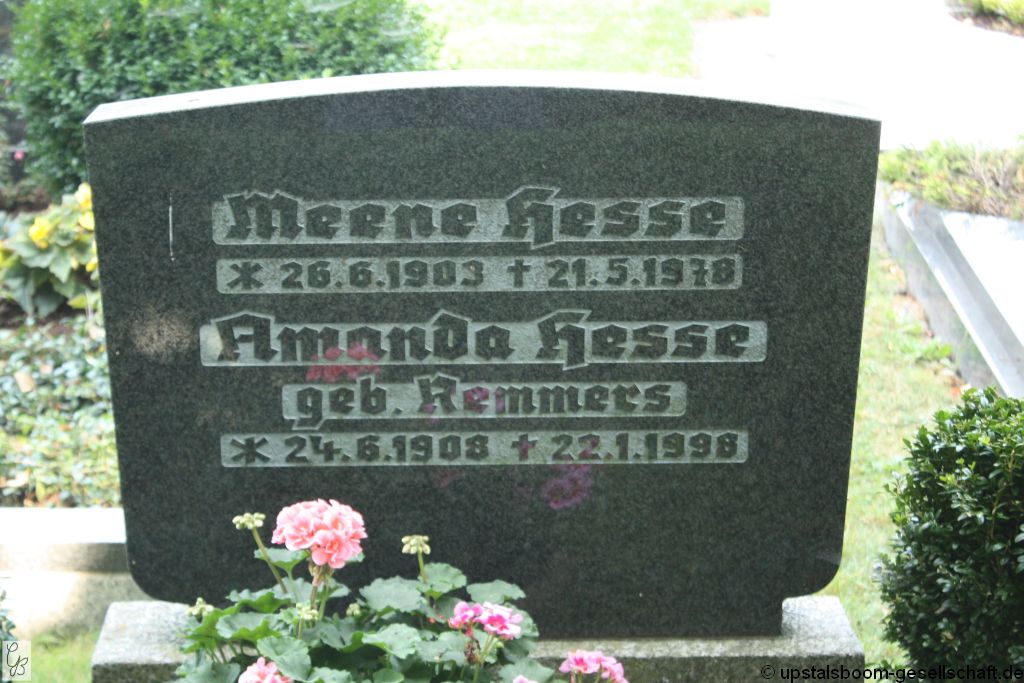 Meene Hesse
* 26.6.1903 † 21.5.1978
Amanda Hesse
geb. Remmers
* 24.6.1908 † 22.1.1998
GB
© upstalsboom-gesellschaft.de/